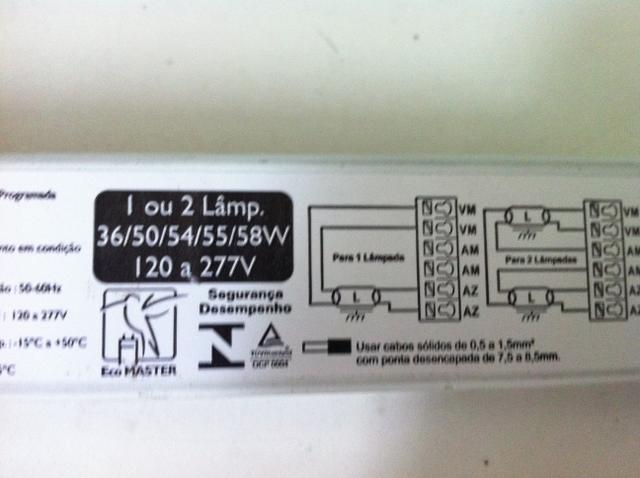 Programada
1 ou 2 Lâmp.
36/50/54/55/58W
120 a 277V
nto em condição
ão : 50-60Hz
: 120 a 277V
p. : -15°C a +50°C
5°C
Eco MASTER
Segurança
Desempenho
OCP 0004
Para 1 Lâmpada
L
VM
VM
AM
AM
AZ
AZ
L
Para 2 Lâmpadas
L
VM
VM
AM
AM
AZ
AZ
Usar cabos sólidos de 0,5 a 1,5mm²
com ponta desencapada de 7,5 a 8,5mm.